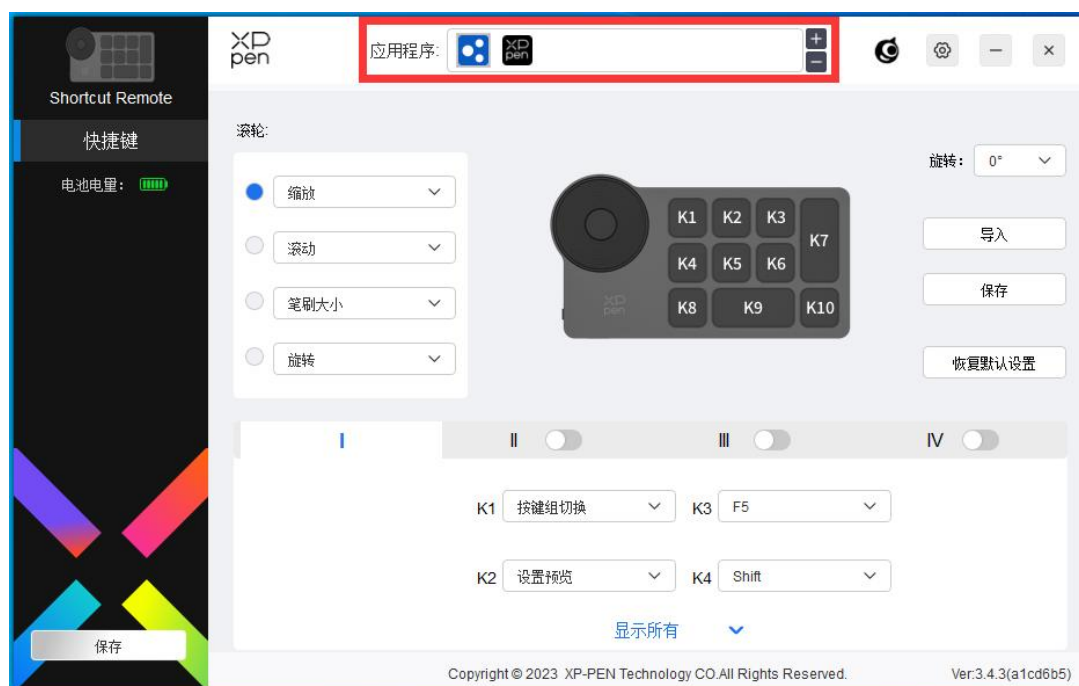 Shortcut Remote
快捷键
电池电量：
保存
XP
pen
应用程序:
XP
pen
+
−
滚轮:
缩放
滚动
笔刷大小
旋转
K1 K2 K3
K7
K4 K5 K6
K8 K9 K10
XP
pen
旋转： 0°
导入
保存
恢复默认设置
I II III IV
K1 按键组切换 K3 F5
K2 设置预览 K4 Shift
显示所有
Copyright © 2023 XP-PEN Technology CO.All Rights Reserved. Ver:3.4.3(a1cd6b5)